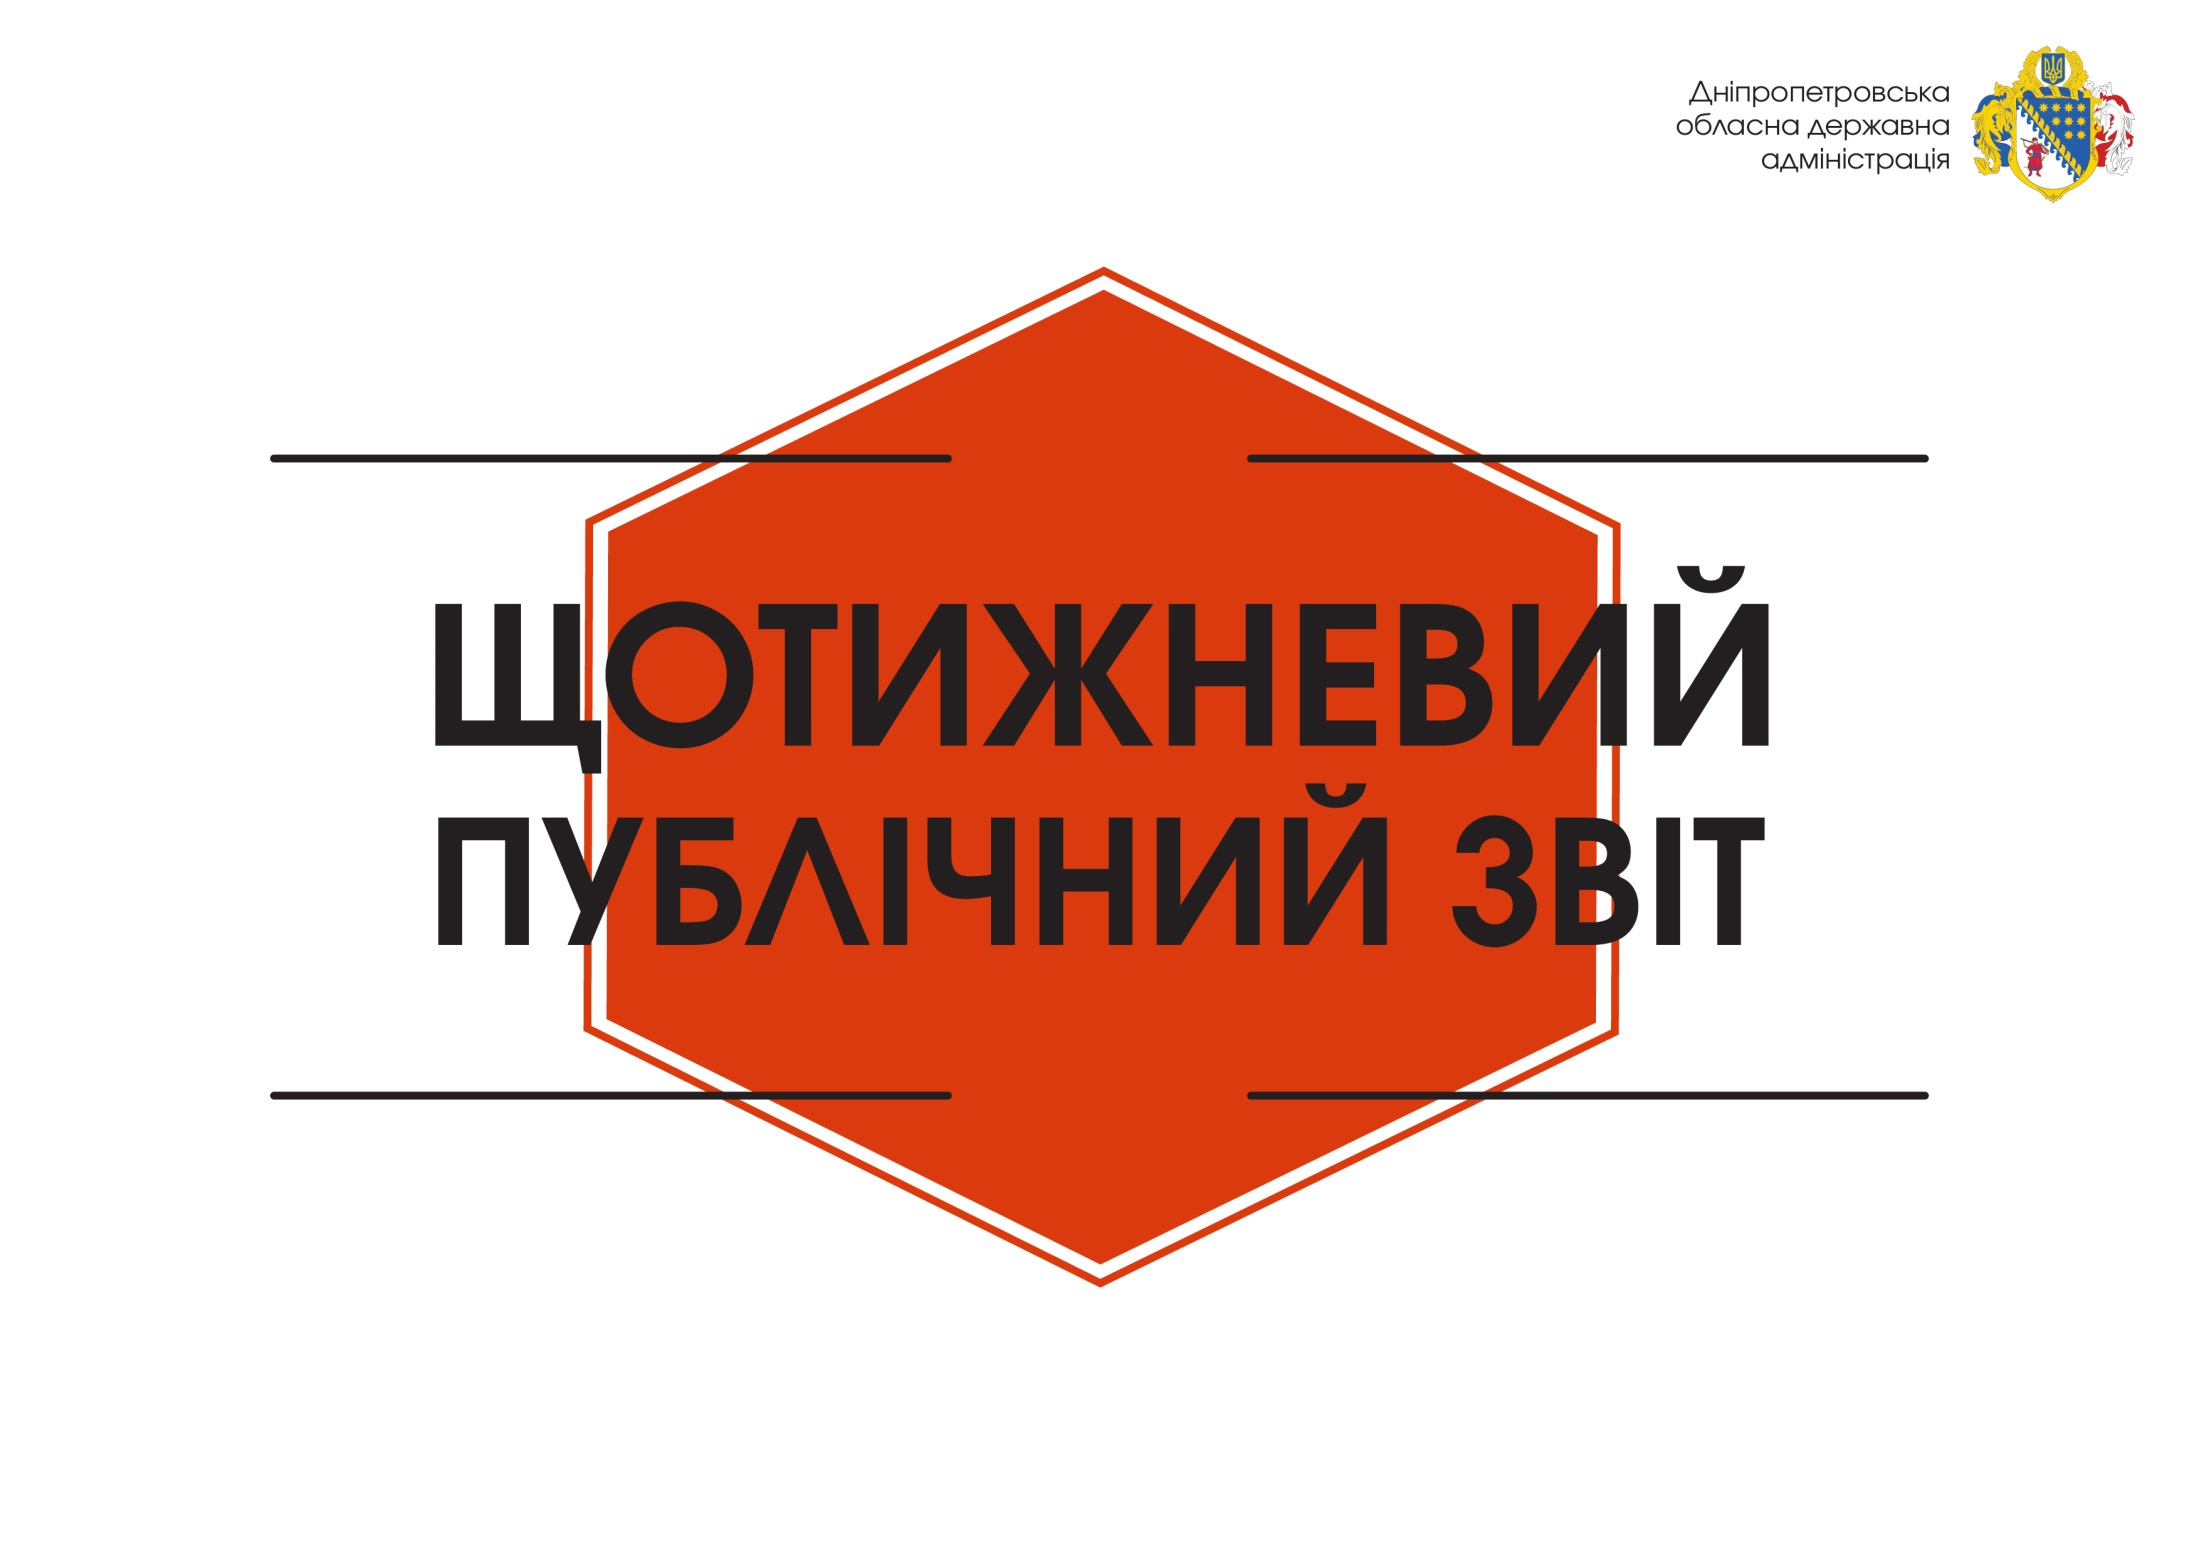 Дніпропетровська
обласна державна
адміністрація
ЩОТИЖНЕВИЙ
ПУБЛІЧНИЙ ЗВІТ